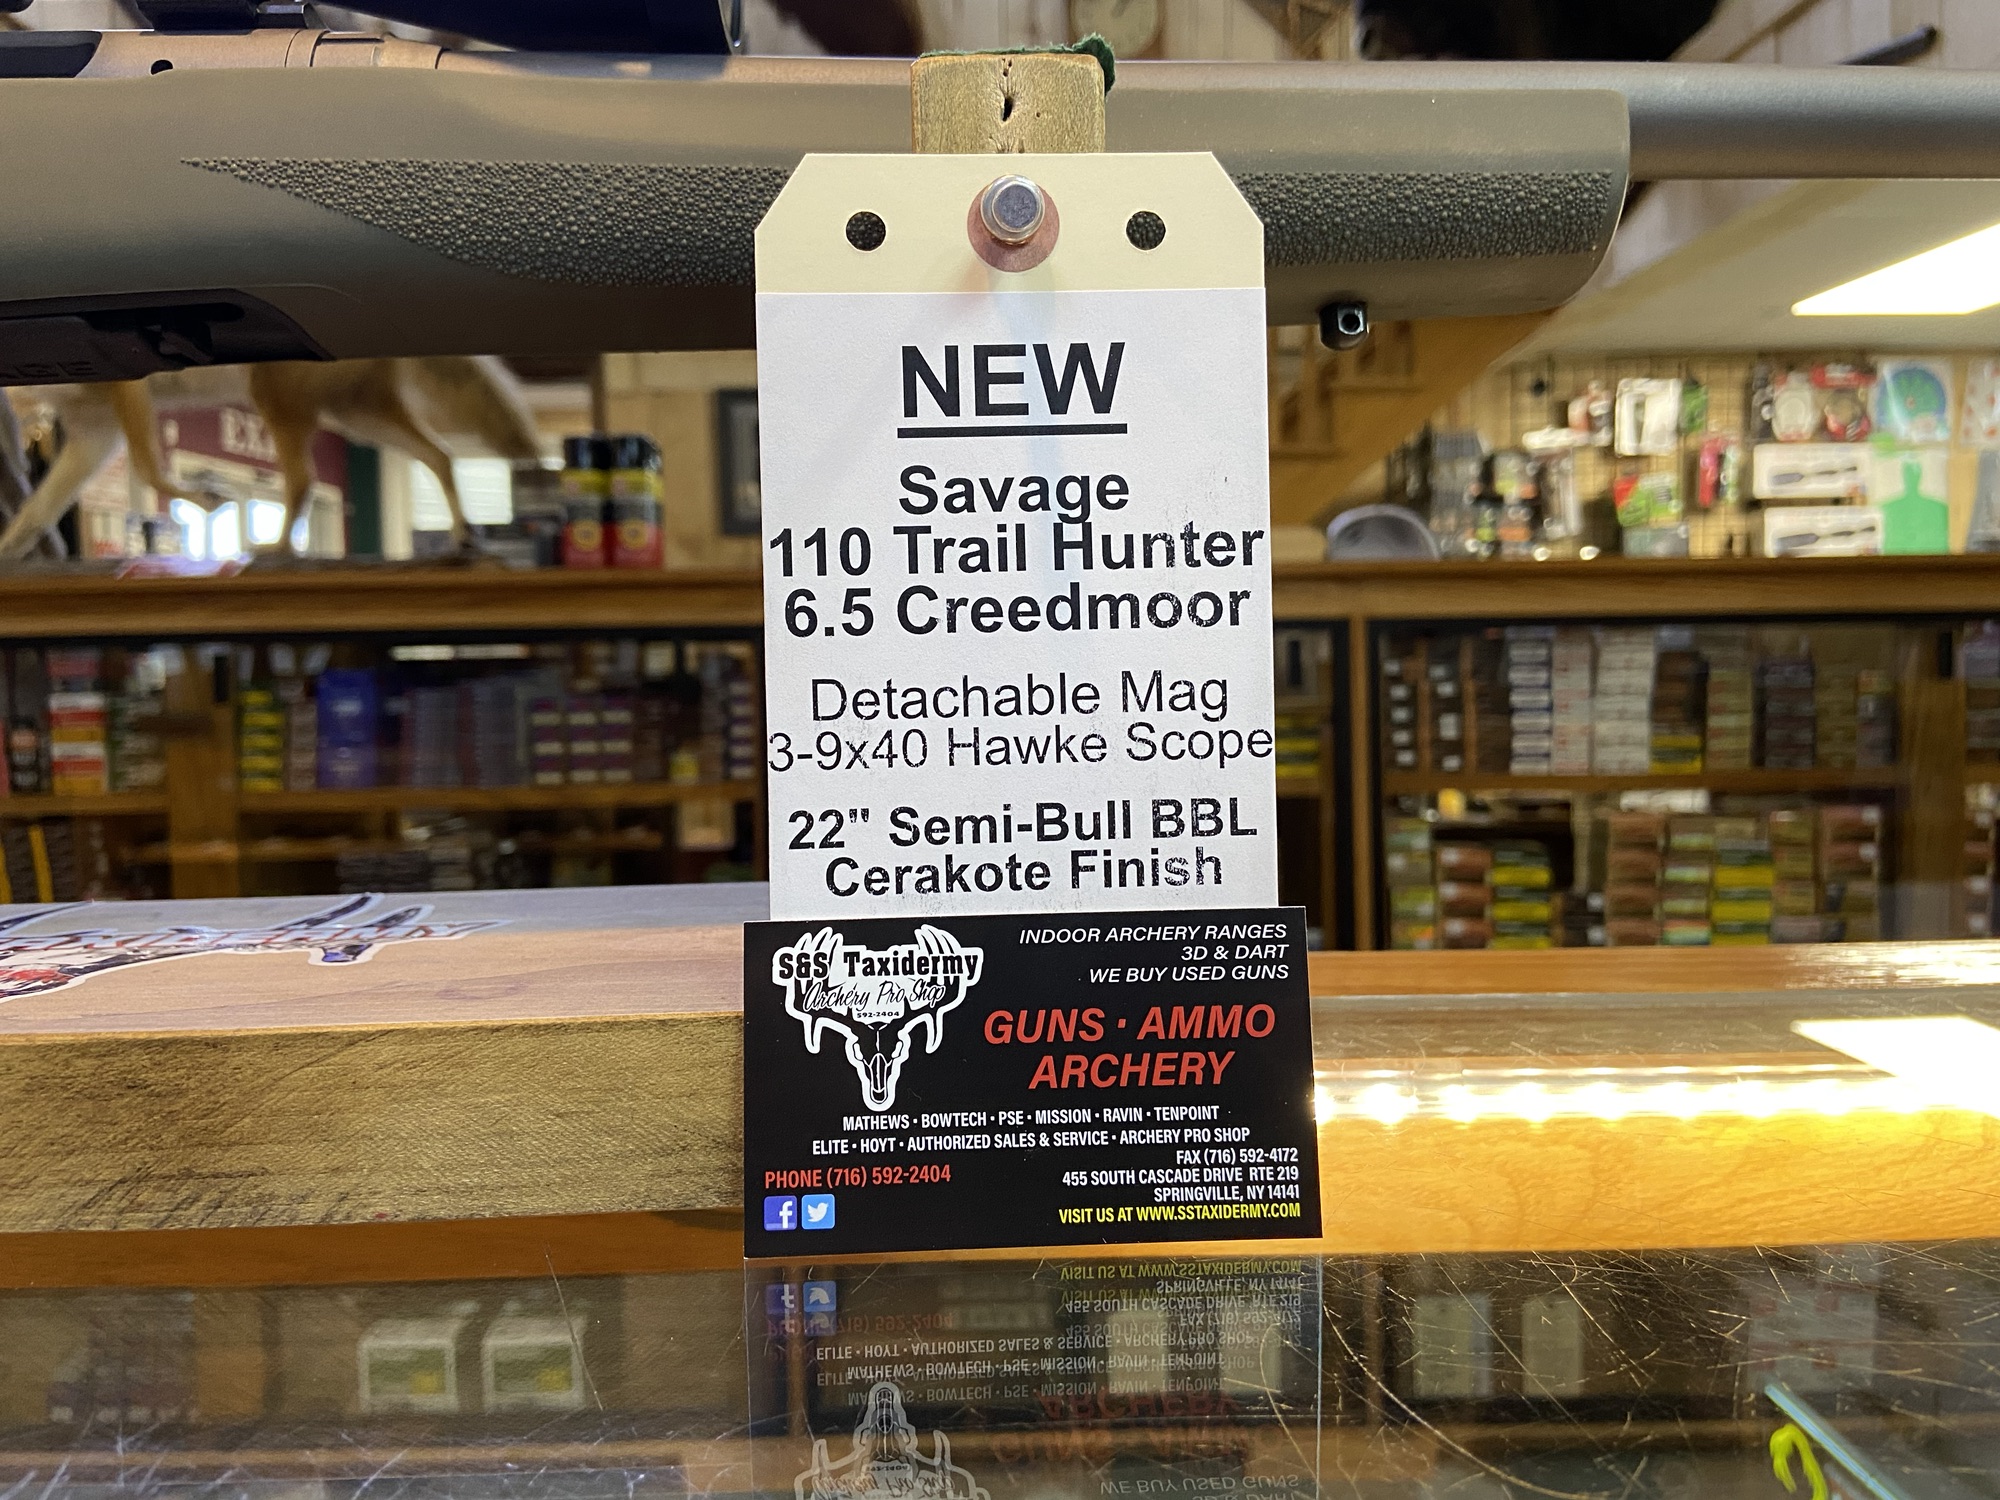 NEW
Savage
110 Trail Hunter
6.5 Creedmoor
Detachable Mag
3-9x40 Hawke Scope
22" Semi-Bull BBL
Cerakote Finish
S&S Taxidermy
Archery Pro Shop
592-2404
INDOOR ARCHERY RANGES
3D & DART
WE BUY USED GUNS
GUNS · AMMO
ARCHERY
MATHEWS • BOWTECH • PSE • MISSION • RAVIN • TENPOINT
ELITE • HOYT • AUTHORIZED SALES & SERVICE • ARCHERY PRO SHOP
FAX (716) 592-4172
PHONE (716) 592-2404
455 SOUTH CASCADE DRIVE RTE 219
SPRINGVILLE, NY 14141
VISIT US AT WWW.SSTAXIDERMY.COM